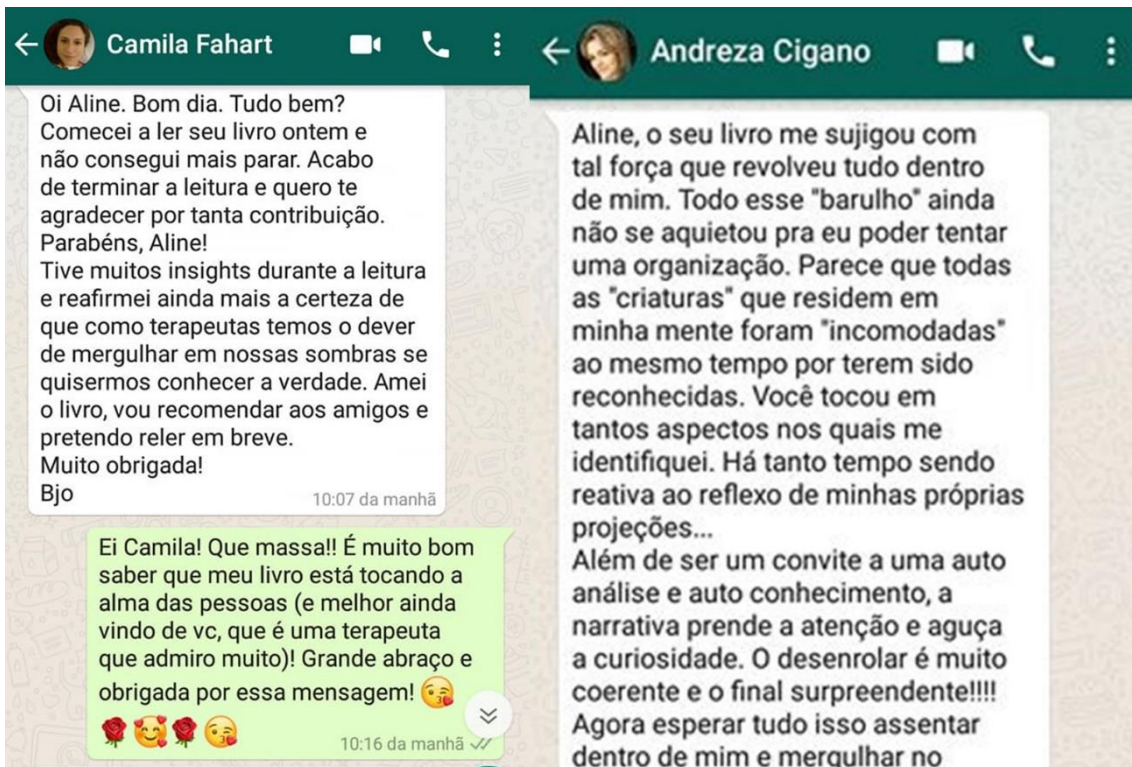 Camila Fahart
Oi Aline. Bom dia. Tudo bem?
Comecei a ler seu livro ontem e
não consegui mais parar. Acabo
de terminar a leitura e quero te
agradecer por tanta contribuição.
Parabéns, Aline!
Tive muitos insights durante a leitura
e reafirmei ainda mais a certeza de
que como terapeutas temos o dever
de mergulhar em nossas sombras se
quisermos conhecer a verdade. Amei
o livro, vou recomendar aos amigos e
pretendo reler em breve.
Muito obrigada!
Bjo
10:07 da manhã
Ei Camila! Que massa!! É muito bom
saber que meu livro está tocando a
alma das pessoas (e melhor ainda
vindo de vc, que é uma terapeuta
que admiro muito)! Grande abraço e
obrigada por essa mensagem! 😘
🌹🥰🌹😘
10:16 da manhã
Andreza Cigano
Aline, o seu livro me sujigou com
tal força que revolveu tudo dentro
de mim. Todo esse "barulho" ainda
não se aquietou pra eu poder tentar
uma organização. Parece que todas
as "criaturas" que residem em
minha mente foram "incomodadas"
ao mesmo tempo por terem sido
reconhecidas. Você tocou em
tantos aspectos nos quais me
identifiquei. Há tanto tempo sendo
reativa ao reflexo de minhas próprias
projeções...
Além de ser um convite a uma auto
análise e auto conhecimento, a
narrativa prende a atenção e aguça
a curiosidade. O desenrolar é muito
coerente e o final surpreendente!!!!
Agora esperar tudo isso assentar
dentro de mim e mergulhar no